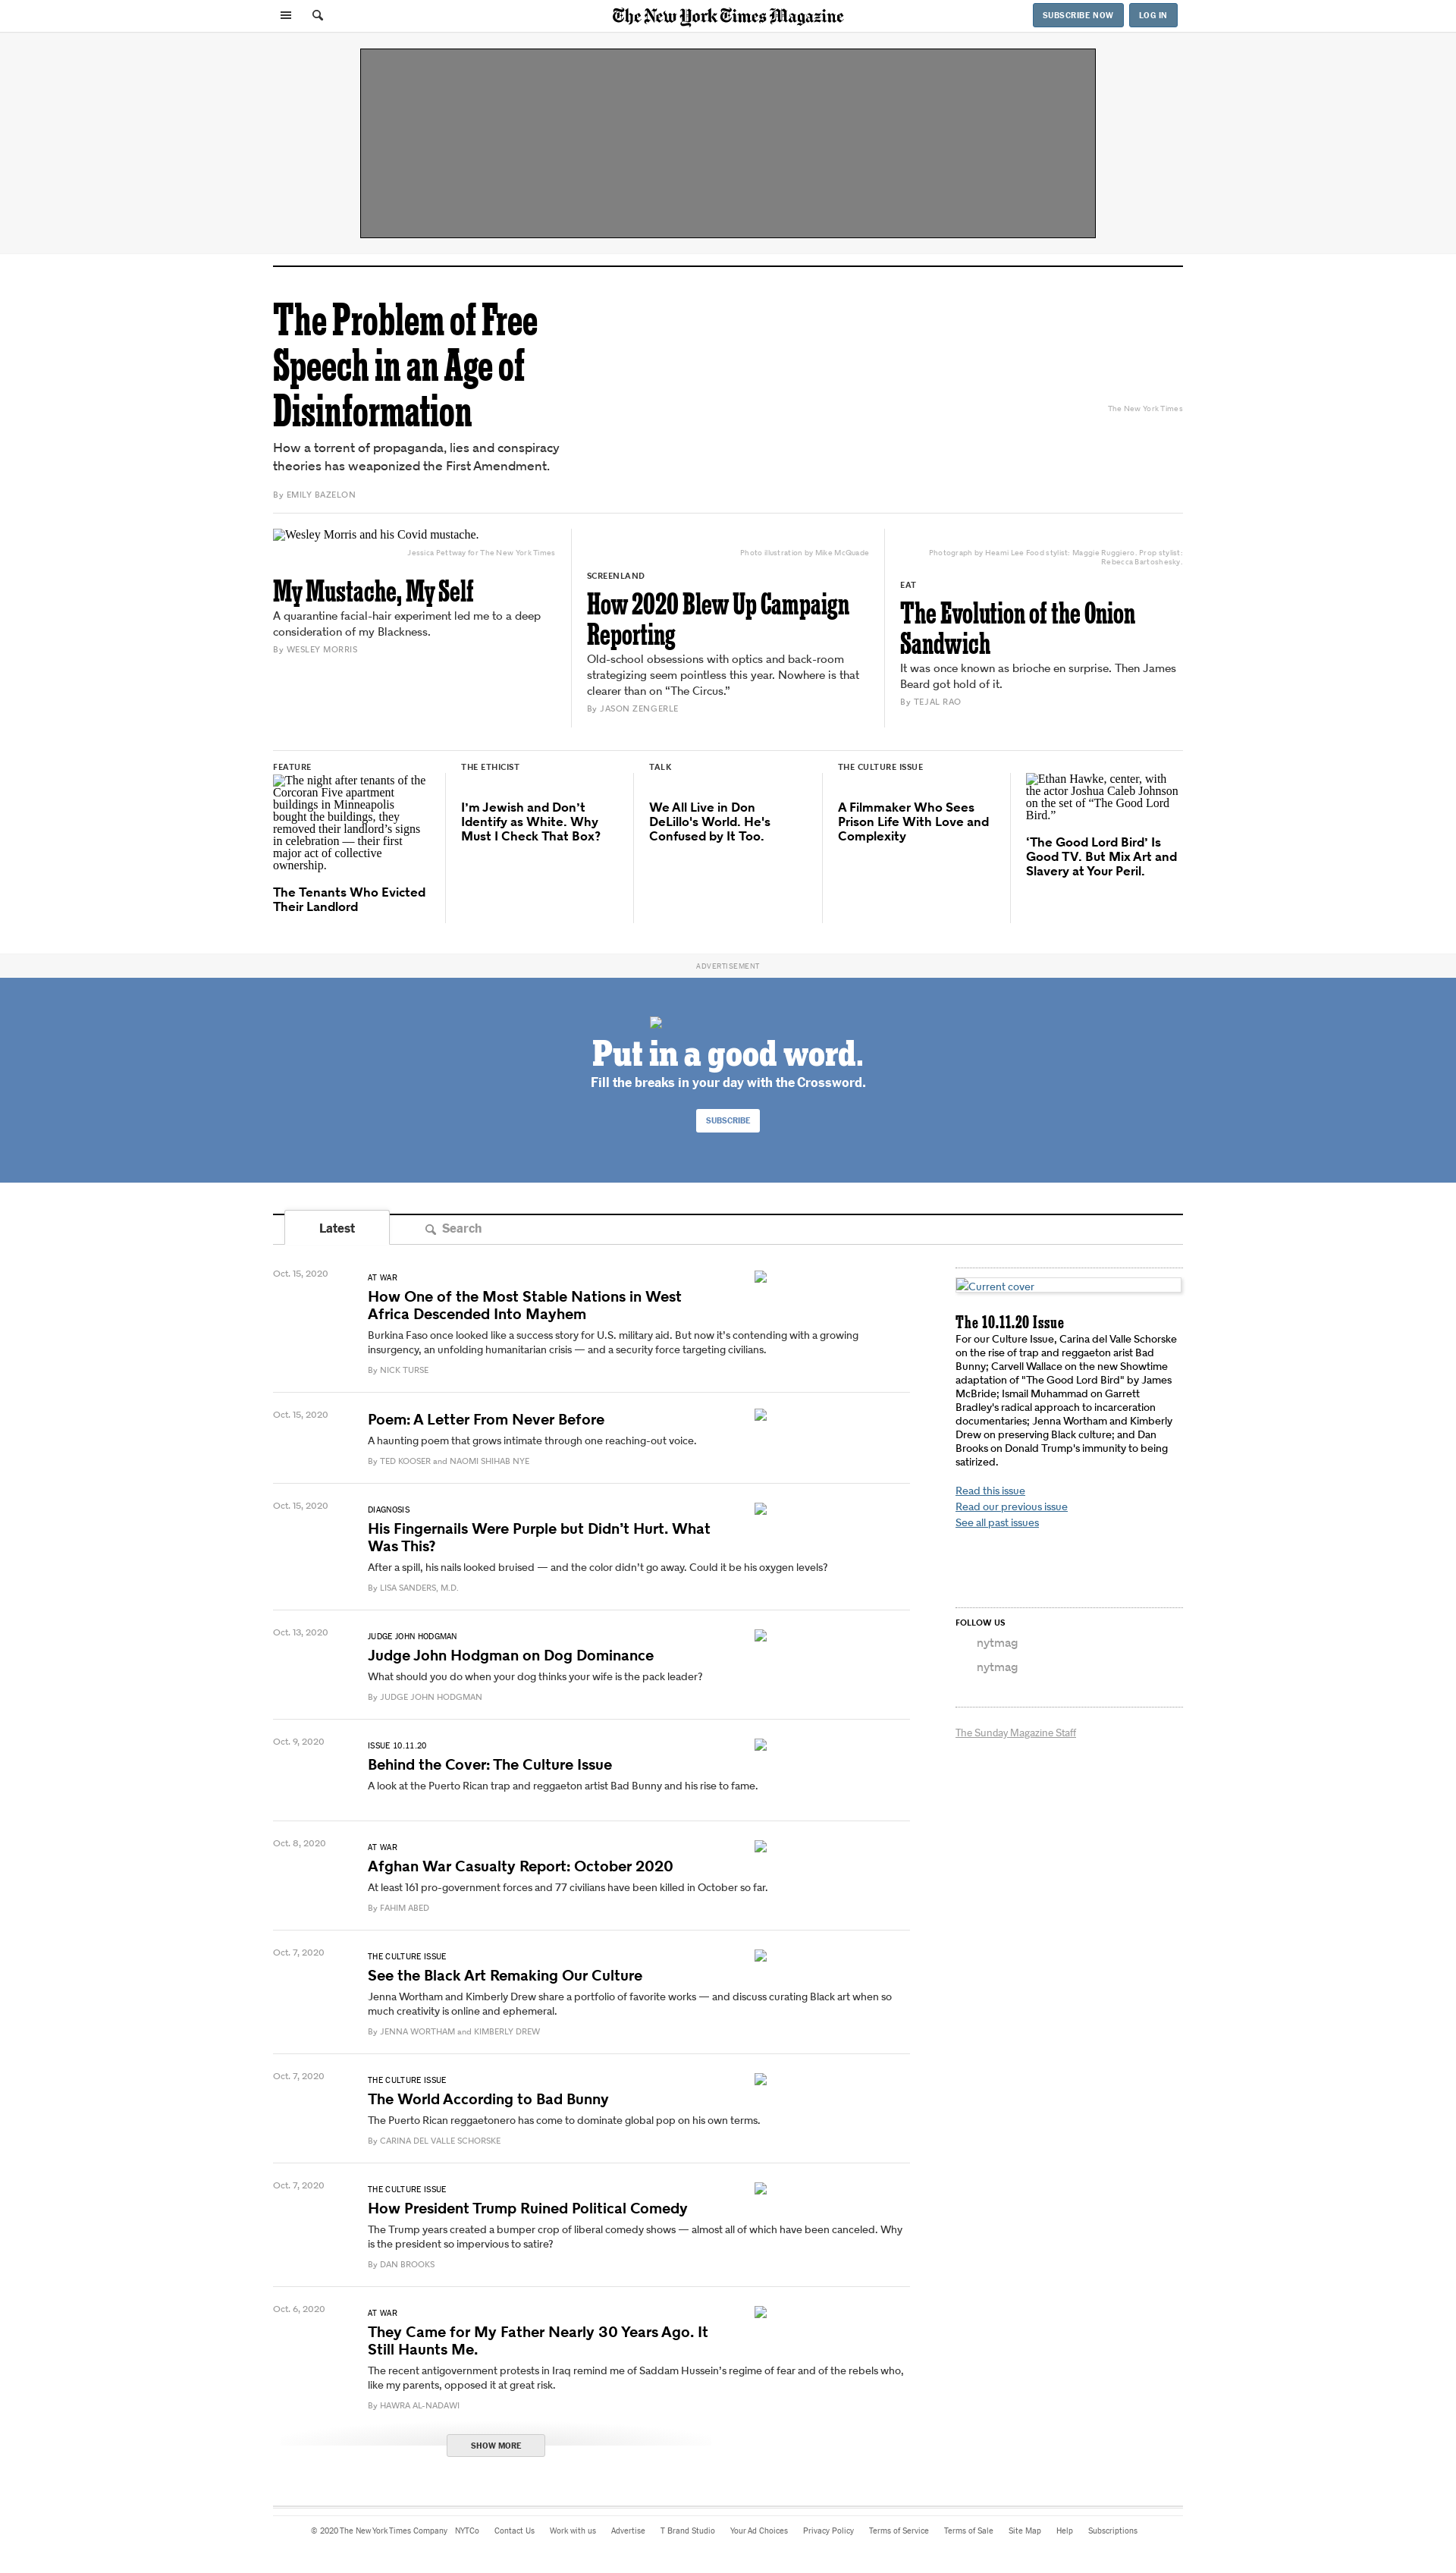 The New York Times Magazine
SUBSCRIBE NOW
LOG IN
The Problem of Free
Speech in an Age of
Disinformation
How a torrent of propaganda, lies and conspiracy
theories has weaponized the First Amendment.
By EMILY BAZELON
The New York Times
Wesley Morris and his Covid mustache.
Jessica Pettway for The New York Times
My Mustache, My Self
A quarantine facial-hair experiment led me to a deep
consideration of my Blackness.
By WESLEY MORRIS
Photo illustration by Mike McQuade
SCREENLAND
How 2020 Blew Up Campaign
Reporting
Old-school obsessions with optics and back-room
strategizing seem pointless this year. Nowhere is that
clearer than on “The Circus.”
By JASON ZENGERLE
Photograph by Heami Lee Food stylist: Maggie Ruggiero. Prop stylist:
Rebecca Bartoshesky.
EAT
The Evolution of the Onion
Sandwich
It was once known as brioche en surprise. Then James
Beard got hold of it.
By TEJAL RAO
FEATURE
The night after tenants of the
Corcoran Five apartment
buildings in Minneapolis
bought the buildings, they
removed their landlord’s signs
in celebration — their first
major act of collective
ownership.
The Tenants Who Evicted
Their Landlord
THE ETHICIST
I’m Jewish and Don’t
Identify as White. Why
Must I Check That Box?
TALK
We All Live in Don
DeLillo's World. He's
Confused by It Too.
THE CULTURE ISSUE
A Filmmaker Who Sees
Prison Life With Love and
Complexity
Ethan Hawke, center, with
the actor Joshua Caleb Johnson
on the set of “The Good Lord
Bird.”
‘The Good Lord Bird’ Is
Good TV. But Mix Art and
Slavery at Your Peril.
ADVERTISEMENT
Put in a good word.
Fill the breaks in your day with the Crossword.
SUBSCRIBE
Latest
Search
Oct. 15, 2020
AT WAR
How One of the Most Stable Nations in West
Africa Descended Into Mayhem
Burkina Faso once looked like a success story for U.S. military aid. But now it’s contending with a growing
insurgency, an unfolding humanitarian crisis — and a security force targeting civilians.
By NICK TURSE
Oct. 15, 2020
Poem: A Letter From Never Before
A haunting poem that grows intimate through one reaching-out voice.
By TED KOOSER and NAOMI SHIHAB NYE
Oct. 15, 2020
DIAGNOSIS
His Fingernails Were Purple but Didn’t Hurt. What
Was This?
After a spill, his nails looked bruised — and the color didn’t go away. Could it be his oxygen levels?
By LISA SANDERS, M.D.
Oct. 13, 2020
JUDGE JOHN HODGMAN
Judge John Hodgman on Dog Dominance
What should you do when your dog thinks your wife is the pack leader?
By JUDGE JOHN HODGMAN
Oct. 9, 2020
ISSUE 10.11.20
Behind the Cover: The Culture Issue
A look at the Puerto Rican trap and reggaeton artist Bad Bunny and his rise to fame.
Oct. 8, 2020
AT WAR
Afghan War Casualty Report: October 2020
At least 161 pro-government forces and 77 civilians have been killed in October so far.
By FAHIM ABED
Oct. 7, 2020
THE CULTURE ISSUE
See the Black Art Remaking Our Culture
Jenna Wortham and Kimberly Drew share a portfolio of favorite works — and discuss curating Black art when so
much creativity is online and ephemeral.
By JENNA WORTHAM and KIMBERLY DREW
Oct. 7, 2020
THE CULTURE ISSUE
The World According to Bad Bunny
The Puerto Rican reggaetonero has come to dominate global pop on his own terms.
By CARINA DEL VALLE SCHORSKE
Oct. 7, 2020
THE CULTURE ISSUE
How President Trump Ruined Political Comedy
The Trump years created a bumper crop of liberal comedy shows — almost all of which have been canceled. Why
is the president so impervious to satire?
By DAN BROOKS
Oct. 6, 2020
AT WAR
They Came for My Father Nearly 30 Years Ago. It
Still Haunts Me.
The recent antigovernment protests in Iraq remind me of Saddam Hussein’s regime of fear and of the rebels who,
like my parents, opposed it at great risk.
By HAWRA AL-NADAWI
SHOW MORE
Current cover
The 10.11.20 Issue
For our Culture Issue, Carina del Valle Schorske
on the rise of trap and reggaeton arist Bad
Bunny; Carvell Wallace on the new Showtime
adaptation of "The Good Lord Bird" by James
McBride; Ismail Muhammad on Garrett
Bradley's radical approach to incarceration
documentaries; Jenna Wortham and Kimberly
Drew on preserving Black culture; and Dan
Brooks on Donald Trump's immunity to being
satirized.
Read this issue
Read our previous issue
See all past issues
FOLLOW US
nytmag
nytmag
The Sunday Magazine Staff
© 2020 The New York Times Company NYTCo Contact Us Work with us Advertise T Brand Studio Your Ad Choices Privacy Policy Terms of Service Terms of Sale Site Map Help Subscriptions